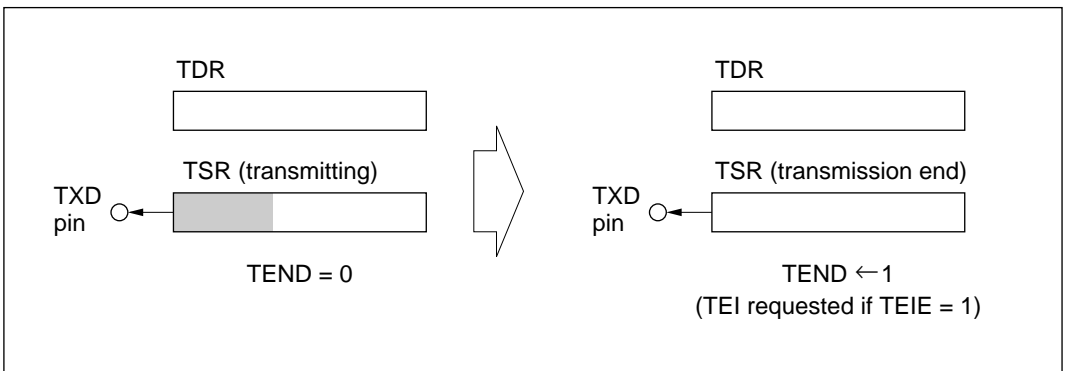 TDR
TSR (transmitting)
TXD
pin
TEND = 0
TDR
TSR (transmission end)
TXD
pin
TEND ←1
(TEI requested if TEIE = 1)